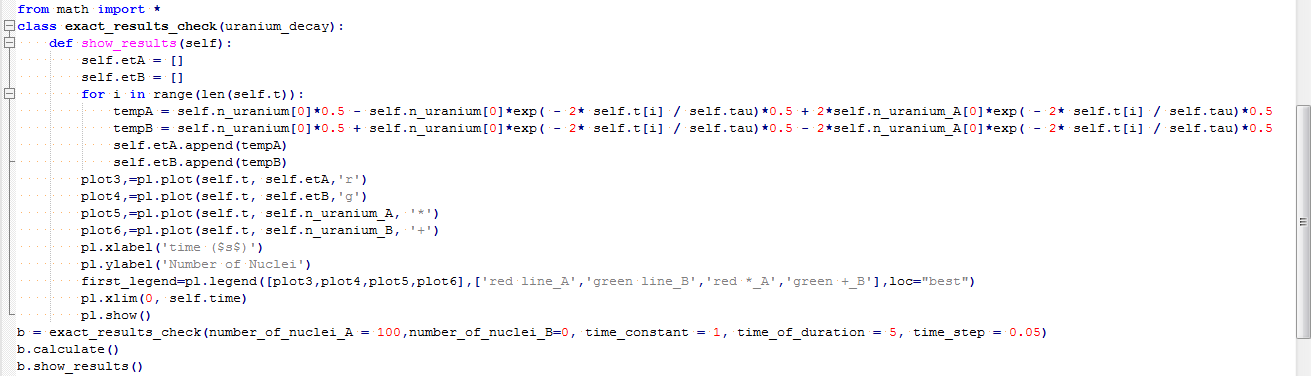 from math import *
class exact_results_check(uranium_decay):
    def show_results(self):
        self.etA = []
        self.etB = []
        for i in range(len(self.t)):
            tempA = self.n_uranium[0]*0.5 - self.n_uranium[0]*exp( - 2* self.t[i] / self.tau)*0.5 + 2*self.n_uranium_A[0]*exp( - 2* self.t[i] / self.tau)*0.5
            tempB = self.n_uranium[0]*0.5 + self.n_uranium[0]*exp( - 2* self.t[i] / self.tau)*0.5 - 2*self.n_uranium_A[0]*exp( - 2* self.t[i] / self.tau)*0.5
            self.etA.append(tempA)
            self.etB.append(tempB)
        plot3,=pl.plot(self.t, self.etA,'r')
        plot4,=pl.plot(self.t, self.etB,'g')
        plot5,=pl.plot(self.t, self.n_uranium_A, '*')
        plot6,=pl.plot(self.t, self.n_uranium_B, '+')
        pl.xlabel('time ($s$)')
        pl.ylabel('Number of Nuclei')
        first_legend=pl.legend([plot3,plot4,plot5,plot6],['red line_A','green line_B','red *_A','green +_B'],loc="best")
        pl.xlim(0, self.time)
        pl.show()
b = exact_results_check(number_of_nuclei_A = 100,number_of_nuclei_B=0, time_constant = 1, time_of_duration = 5, time_step = 0.05)
b.calculate()
b.show_results()